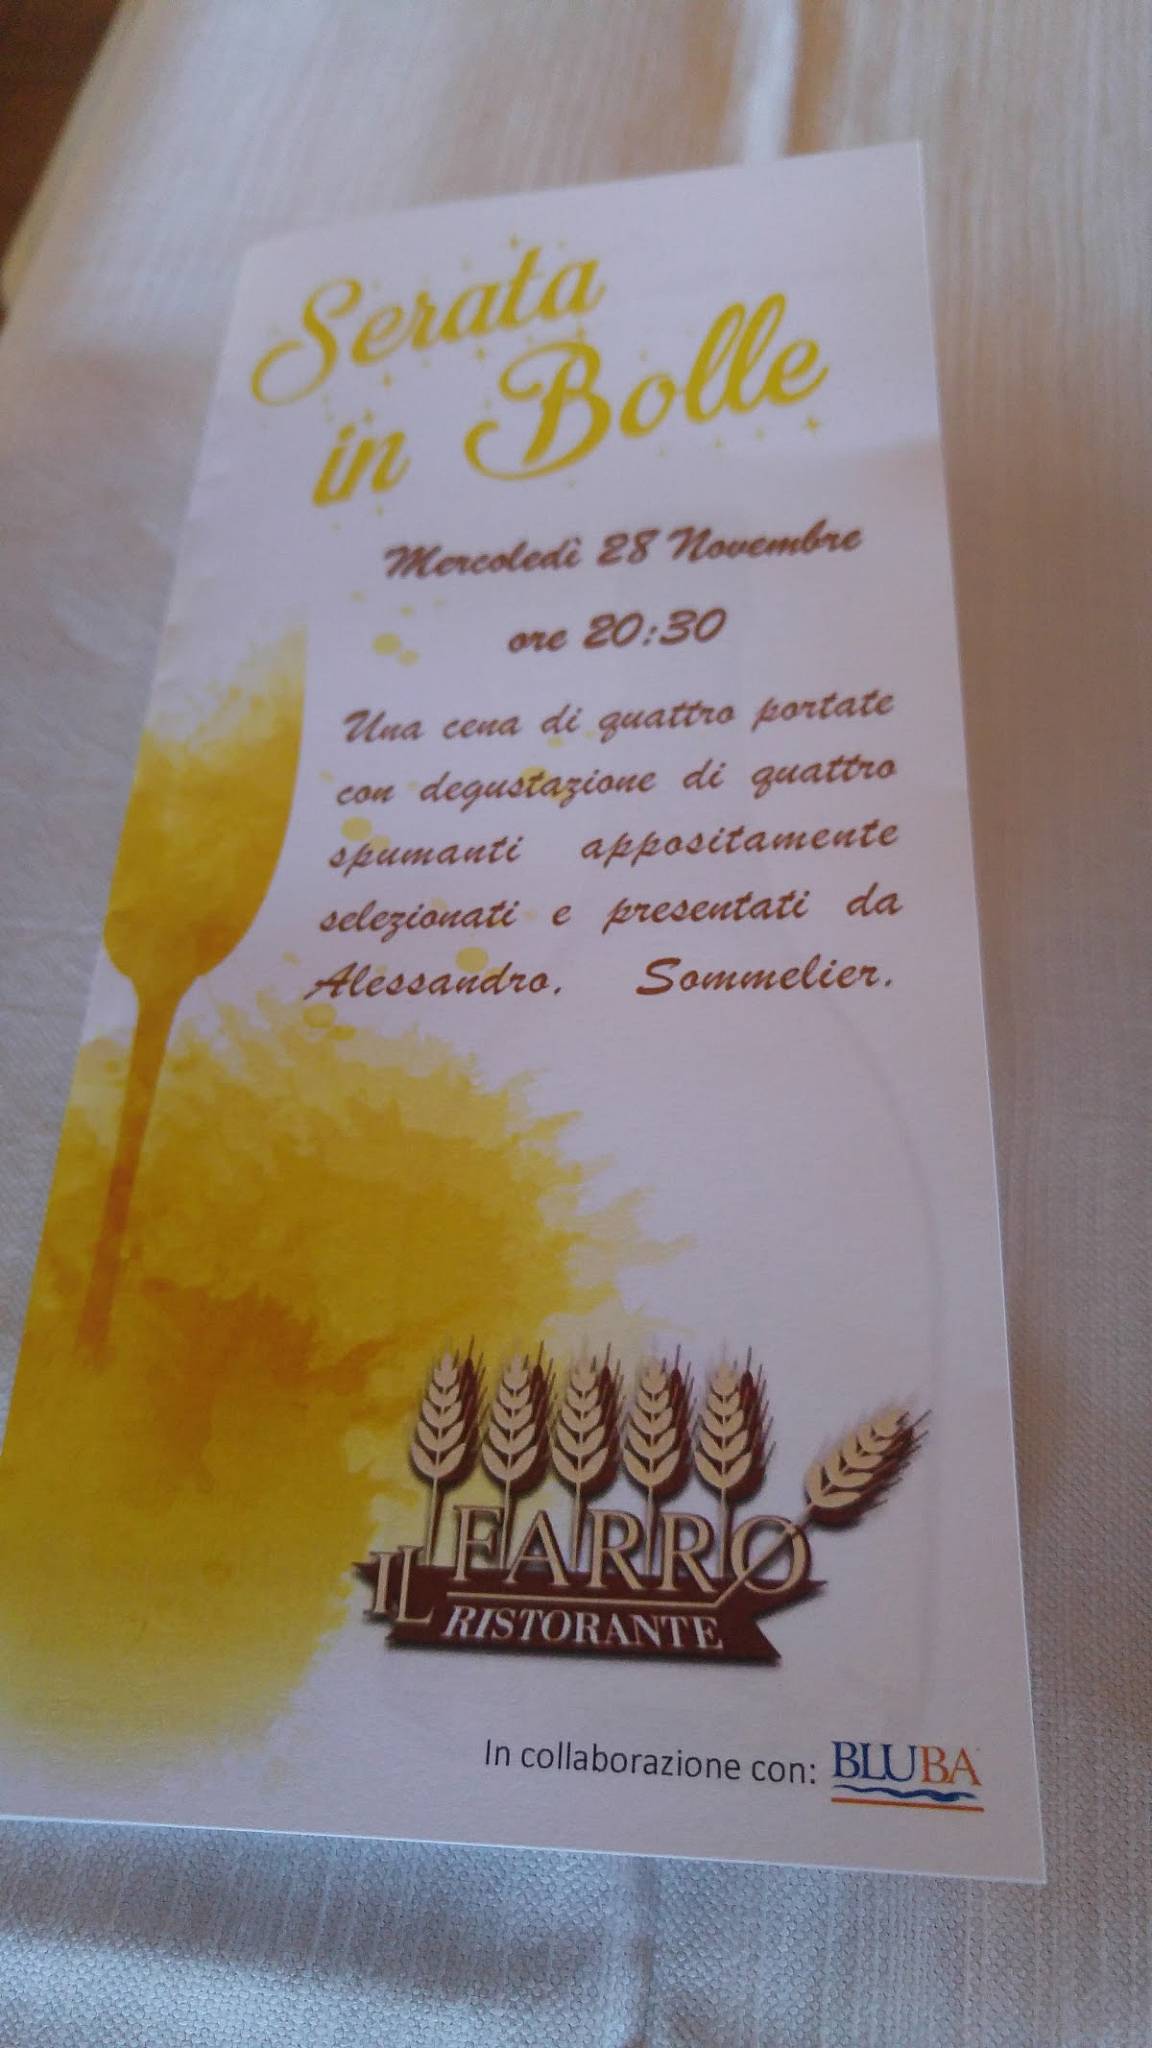 Serata
in Bolle
Mercoledì 28 Novembre
ore 20:30
Una cena di quattro portate
con degustazione di quattro
spumanti appositamente
selezionati e presentati da
Alessandro. Sommelier.
IL FARRO
RISTORANTE
In collaborazione con: BLUBA